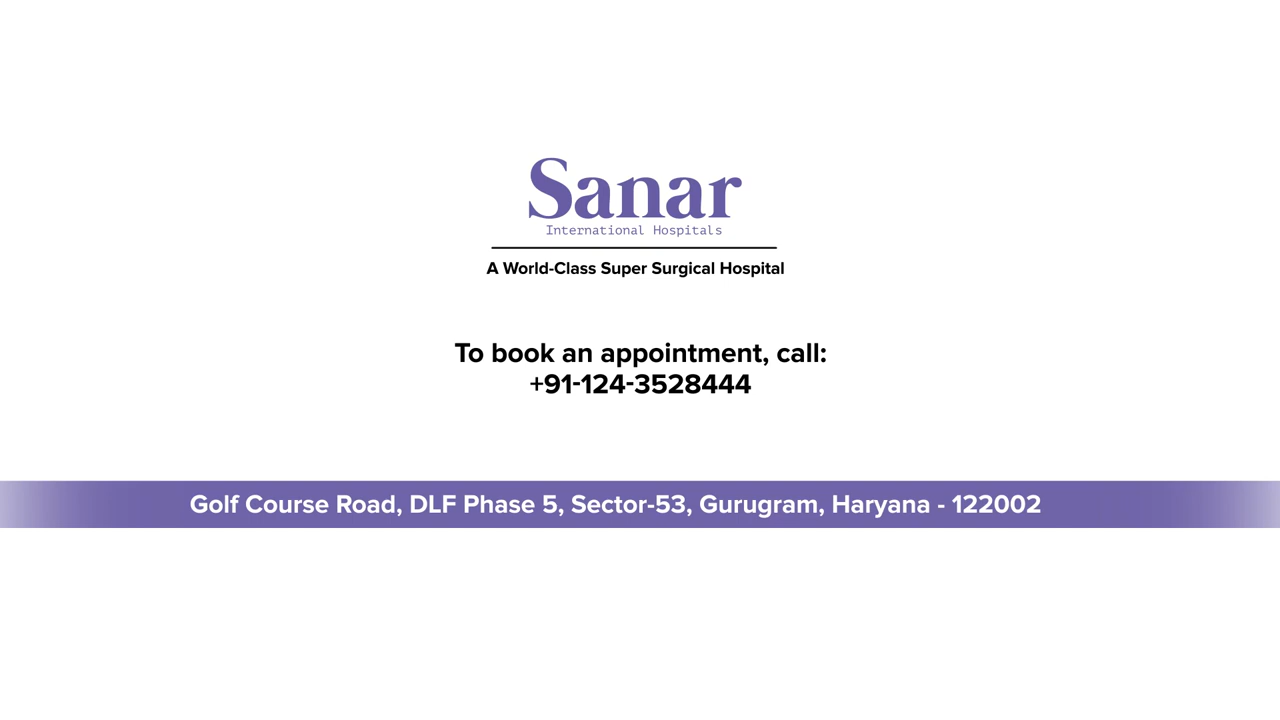 Sanar
International Hospitals
A World-Class Super Surgical Hospital
To book an appointment, call:
+91-124-3528444
Golf Course Road, DLF Phase 5, Sector-53, Gurugram, Haryana - 122002